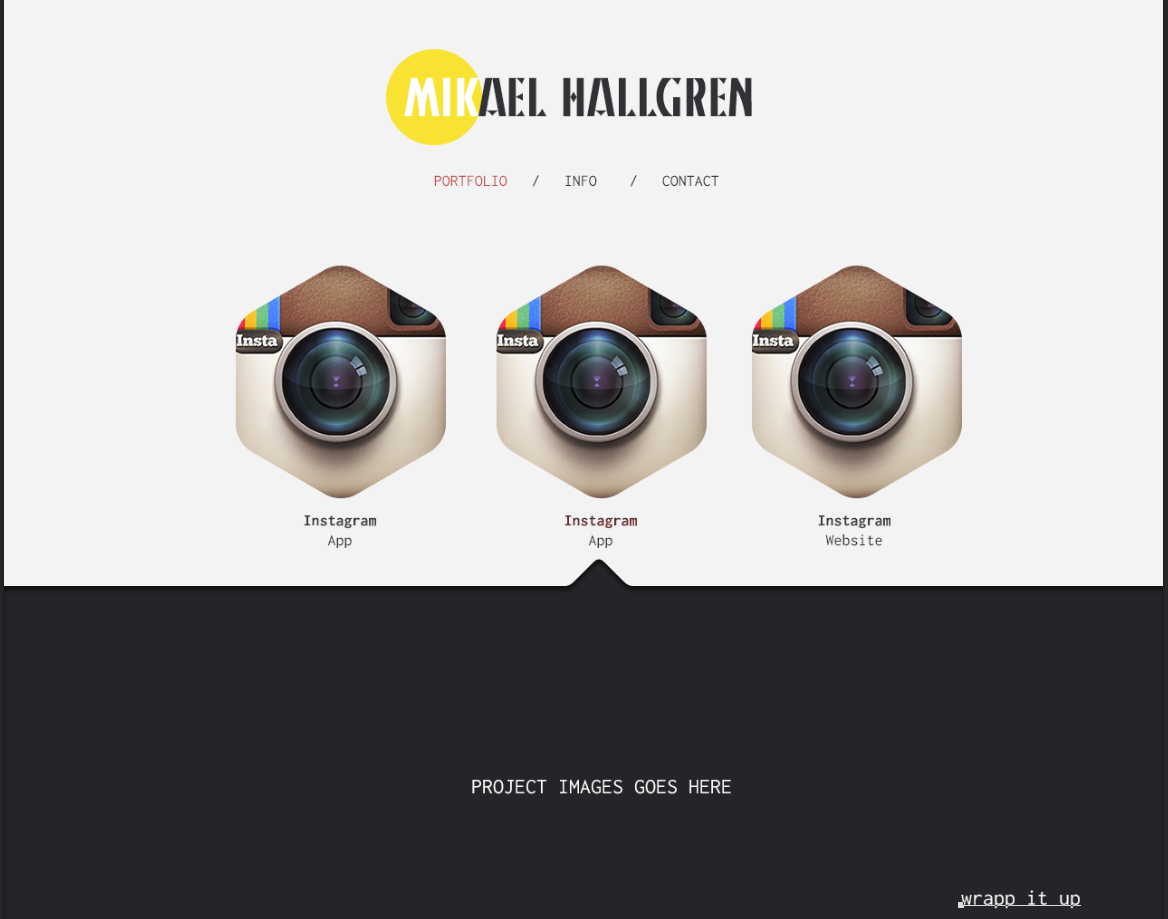 MIKAEL HALLGREN
PORTFOLIO / INFO / CONTACT
Insta Insta Insta
Instagram Instagram Instagram
App App Website
PROJECT IMAGES GOES HERE
wrapp it up